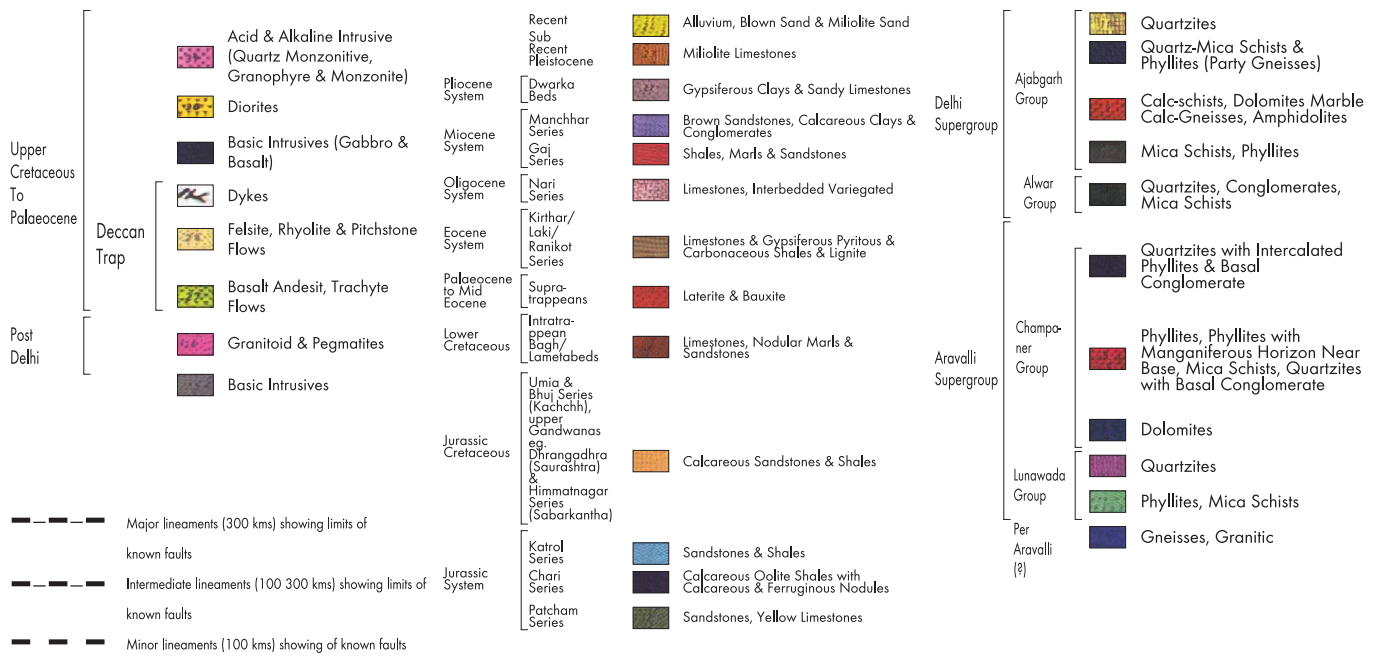 Upper
Cretaceous
To
Palaeocene
Deccan
Trap
Post
Delhi
Acid & Alkaline Intrusive
(Quartz Monzonitive,
Granophyre & Monzonite)
Diorites
Basic Intrusives (Gabbro &
Basalt)
Dykes
Felsite, Rhyolite & Pitchstone
Flows
Basalt Andesit, Trachyte
Flows
Granitoid & Pegmatites
Basic Intrusives
Major lineaments (300 kms) showing limits of
known faults
Intermediate lineaments (100 300 kms) showing limits of
known faults
Minor lineaments (100 kms) showing of known faults
Recent
Sub
Recent
Pleistocene
Alluvium, Blown Sand & Miliolite Sand
Miliolite Limestones
Pliocene
System
Dwarka
Beds
Gypsiferous Clays & Sandy Limestones
Miocene
System
Manchhar
Series
Gaj
Series
Brown Sandstones, Calcareous Clays &
Conglomerates
Shales, Marls & Sandstones
Oligocene
System
Nari
Series
Limestones, Interbedded Variegated
Eocene
System
Kirthar/
Laki/
Ranikot
Series
Limestones & Gypsiferous Pyritous &
Carbonaceous Shales & Lignite
Palaeocene
to Mid
Eocene
Supra-
trappeans
Laterite & Bauxite
Lower
Cretaceous
Intratra-
ppean
Bagh/
Lametabeds
Limestones, Nodular Marls &
Sandstones
Jurassic
Cretaceous
Umia &
Bhuj Series
(Kachchh),
upper
Gandwanas
eg.
Dhrangadhra
(Saurashtra)
&
Himmatnagar
Series
(Sabarkantha)
Calcareous Sandstones & Shales
Jurassic
System
Katrol
Series
Chari
Series
Patcham
Series
Sandstones & Shales
Calcareous Oolite Shales with
Calcareous & Ferruginous Nodules
Sandstones, Yellow Limestones
Delhi
Supergroup
Ajabgarh
Group
Quartzites
Quartz-Mica Schists &
Phyllites (Party Gneisses)
Calc-schists, Dolomites Marble
Calc-Gneisses, Amphidolites
Mica Schists, Phyllites
Alwar
Group
Quartzites, Conglomerates,
Mica Schists
Aravalli
Supergroup
Champa-
ner
Group
Quartzites with Intercalated
Phyllites & Basal
Conglomerate
Phyllites, Phyllites with
Manganiferous Horizon Near
Base, Mica Schists, Quartzites
with Basal Conglomerate
Dolomites
Lunawada
Group
Quartzites
Phyllites, Mica Schists
Per
Aravalli
(?)
Gneisses, Granitic